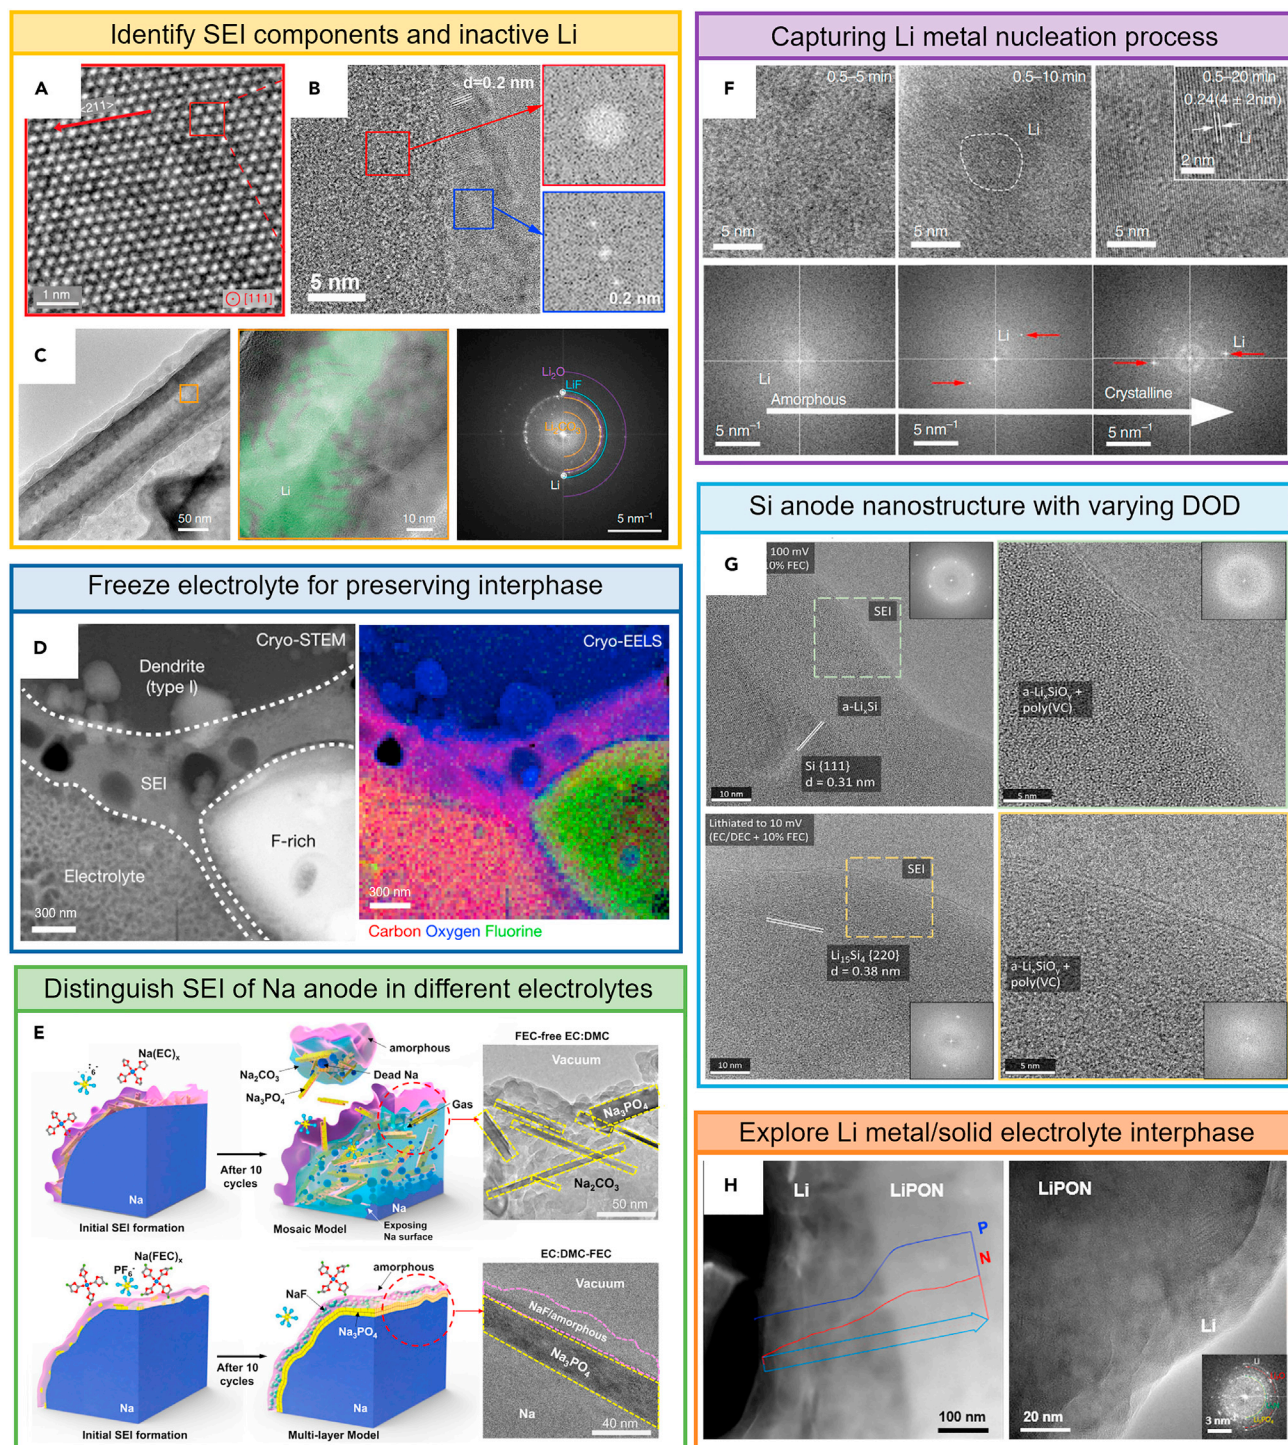 Identify SEI components and inactive Li
A
<211>
1 nm
[111]
B
d=0.2 nm
5 nm
0.2 nm
C
50 nm
Li
10 nm
Li₂O
LiF
Li
5 nm⁻¹
Freeze electrolyte for preserving interphase
D
Cryo-STEM
Dendrite
(type I)
SEI
F-rich
Electrolyte
300 nm
Cryo-EELS
300 nm
Carbon Oxygen Fluorine
Distinguish SEI of Na anode in different electrolytes
E
Na(EC)ₓ
Na
Initial SEI formation
After 10
cycles
amorphous
Na₂CO₃
Dead Na
Na₃PO₄
Gas
Na
Mosaic Model
Exposing
Na surface
FEC-free EC:DMC
Vacuum
Na₃PO₄
Na₂CO₃
50 nm
Na(FEC)ₓ
PF₆⁻
Na
Initial SEI formation
After 10
cycles
amorphous
NaF
Na₃PO₄
Multi-layer Model
EC:DMC-FEC
Vacuum
NaF/amorphous
Na₃PO₄
Na
40 nm
Capturing Li metal nucleation process
F
0.5–5 min
5 nm
0.5–10 min
Li
5 nm
0.5–20 min
0.24(4 ± 2nm)
Li
2 nm
5 nm
Li
Amorphous
5 nm⁻¹
Li
5 nm⁻¹
Li
Crystalline
5 nm⁻¹
Si anode nanostructure with varying DOD
G
100 mV
10% FEC)
SEI
a-LiₓSi
Si {111}
d = 0.31 nm
10 nm
a-LiₓSiOᵧ +
poly(VC)
5 nm
Lithiated to 10 mV
(EC/DEC + 10% FEC)
SEI
Li₁₅Si₄ {220}
d = 0.38 nm
10 nm
a-LiₓSiOᵧ +
poly(VC)
5 nm
Explore Li metal/solid electrolyte interphase
H
Li
LiPON
P
N
100 nm
LiPON
Li
20 nm
Li
3 nm